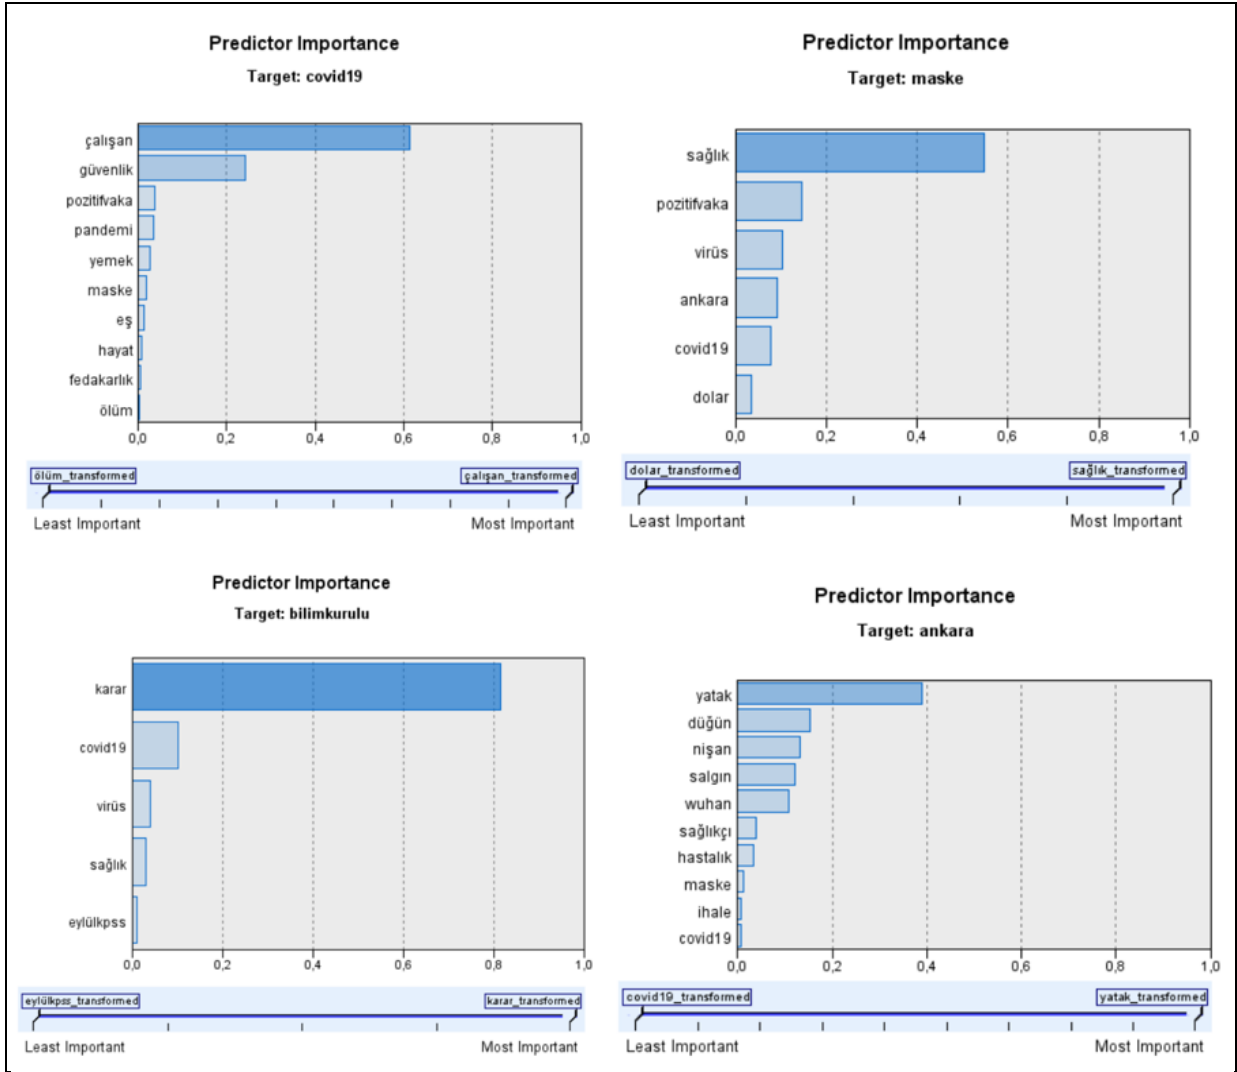 Predictor Importance
Target: covid19
çalışan
güvenlik
pozitifvaka
pandemi
yemek
maske
eş
hayat
fedakarlık
ölüm
0,0 0,2 0,4 0,6 0,8 1,0
ölüm_transformed çalışan_transformed
Least Important Most Important
Predictor Importance
Target: maske
sağlık
pozitifvaka
virüs
ankara
covid19
dolar
0,0 0,2 0,4 0,6 0,8 1,0
dolar_transformed sağlık_transformed
Least Important Most Important
Predictor Importance
Target: bilimkurulu
karar
covid19
virüs
sağlık
eylülkpss
0,0 0,2 0,4 0,6 0,8 1,0
eylülkpss_transformed karar_transformed
Least Important Most Important
Predictor Importance
Target: ankara
yatak
düğün
nişan
salgın
wuhan
sağlıkçı
hastalık
maske
ihale
covid19
0,0 0,2 0,4 0,6 0,8 1,0
covid19_transformed yatak_transformed
Least Important Most Important